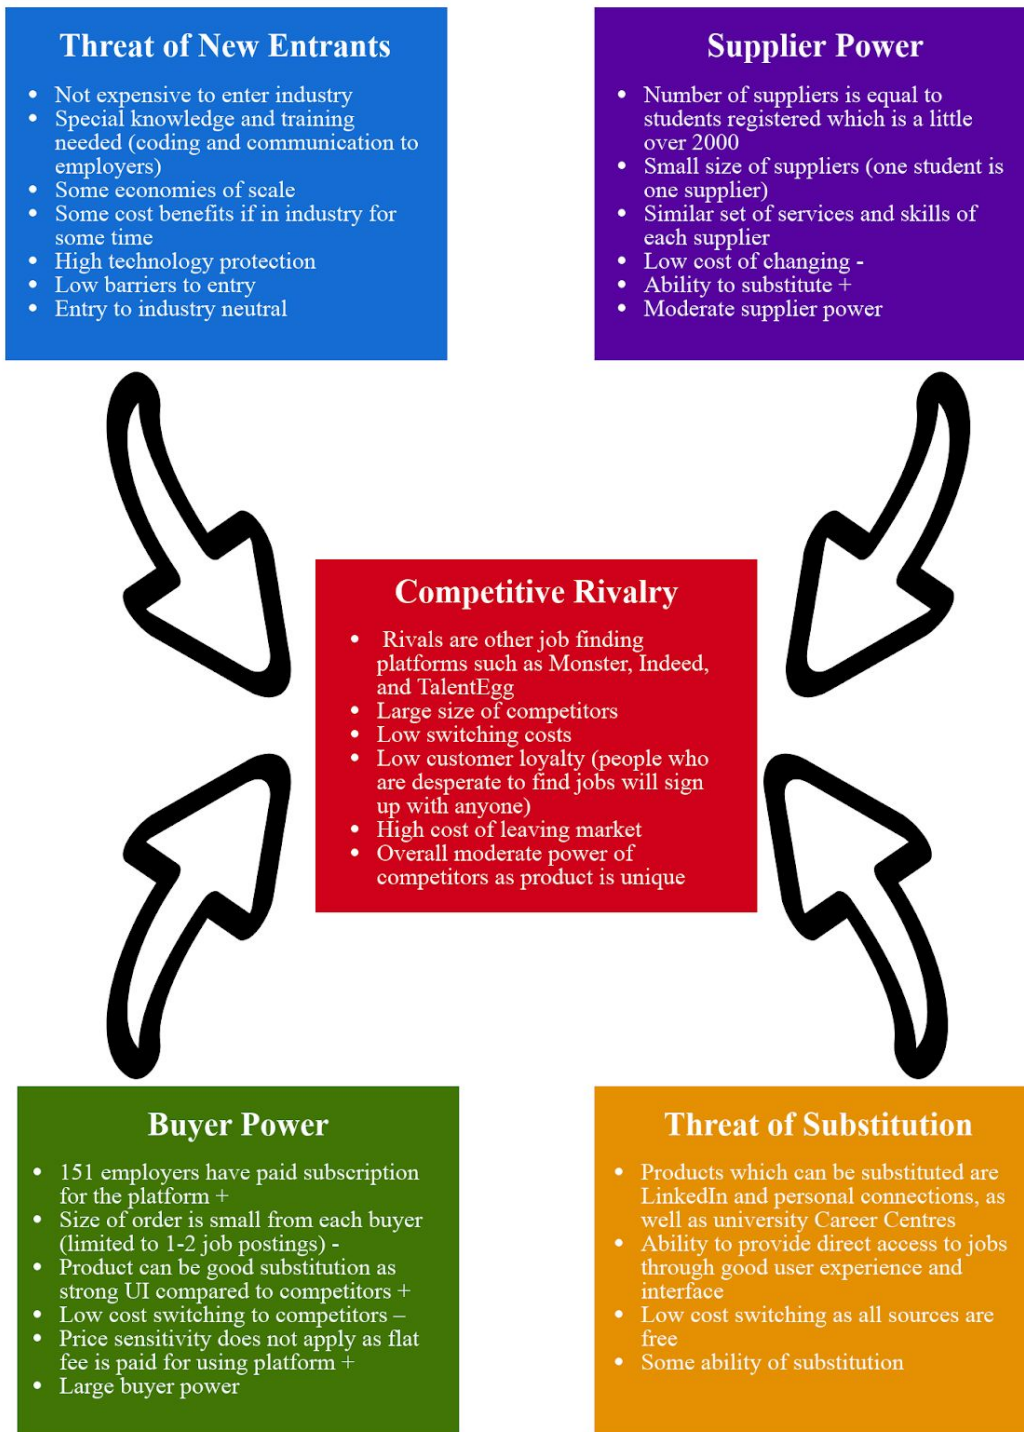 Threat of New Entrants
• Not expensive to enter industry
• Special knowledge and training
needed (coding and communication to
employers)
• Some economies of scale
• Some cost benefits if in industry for
some time
• High technology protection
• Low barriers to entry
• Entry to industry neutral
Supplier Power
• Number of suppliers is equal to
students registered which is a little
over 2000
• Small size of suppliers (one student is
one supplier)
• Similar set of services and skills of
each supplier
• Low cost of changing -
• Ability to substitute +
• Moderate supplier power
Competitive Rivalry
• Rivals are other job finding
platforms such as Monster, Indeed,
and TalentEgg
• Large size of competitors
• Low switching costs
• Low customer loyalty (people who
are desperate to find jobs will sign
up with anyone)
• High cost of leaving market
• Overall moderate power of
competitors as product is unique
Buyer Power
• 151 employers have paid subscription
for the platform +
• Size of order is small from each buyer
(limited to 1-2 job postings) -
• Product can be good substitution as
strong UI compared to competitors +
• Low cost switching to competitors –
• Price sensitivity does not apply as flat
fee is paid for using platform +
• Large buyer power
Threat of Substitution
• Products which can be substituted are
LinkedIn and personal connections, as
well as university Career Centres
• Ability to provide direct access to jobs
through good user experience and
interface
• Low cost switching as all sources are
free
• Some ability of substitution